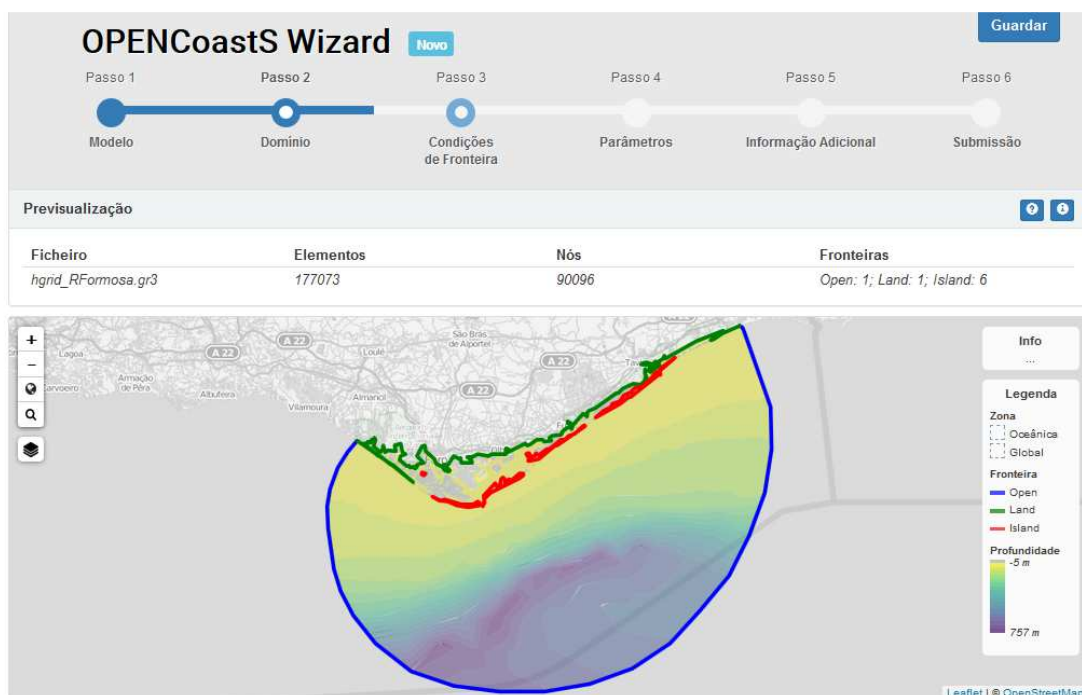 OPENCoastS Wizard Novo Guardar
Passo 1 Passo 2 Passo 3 Passo 4 Passo 5 Passo 6
Modelo Domínio Condições de Fronteira Parâmetros Informação Adicional Submissão
Previsualização
Ficheiro Elementos Nós Fronteiras
hgrid_RFormosa.gr3 177073 90096 Open: 1; Land: 1; Island: 6
+
−
São Brás
de Alportel
A 22
A 22
A 22
A 22
Lagoa
Loulé
Armação
de Pêra
Albufeira
Almancil
Vilamoura
Info
...
Legenda
Zona
Oceânica
Global
Fronteira
Open
Land
Island
Profundidade
-5 m
757 m
Leaflet | © OpenStreetMap